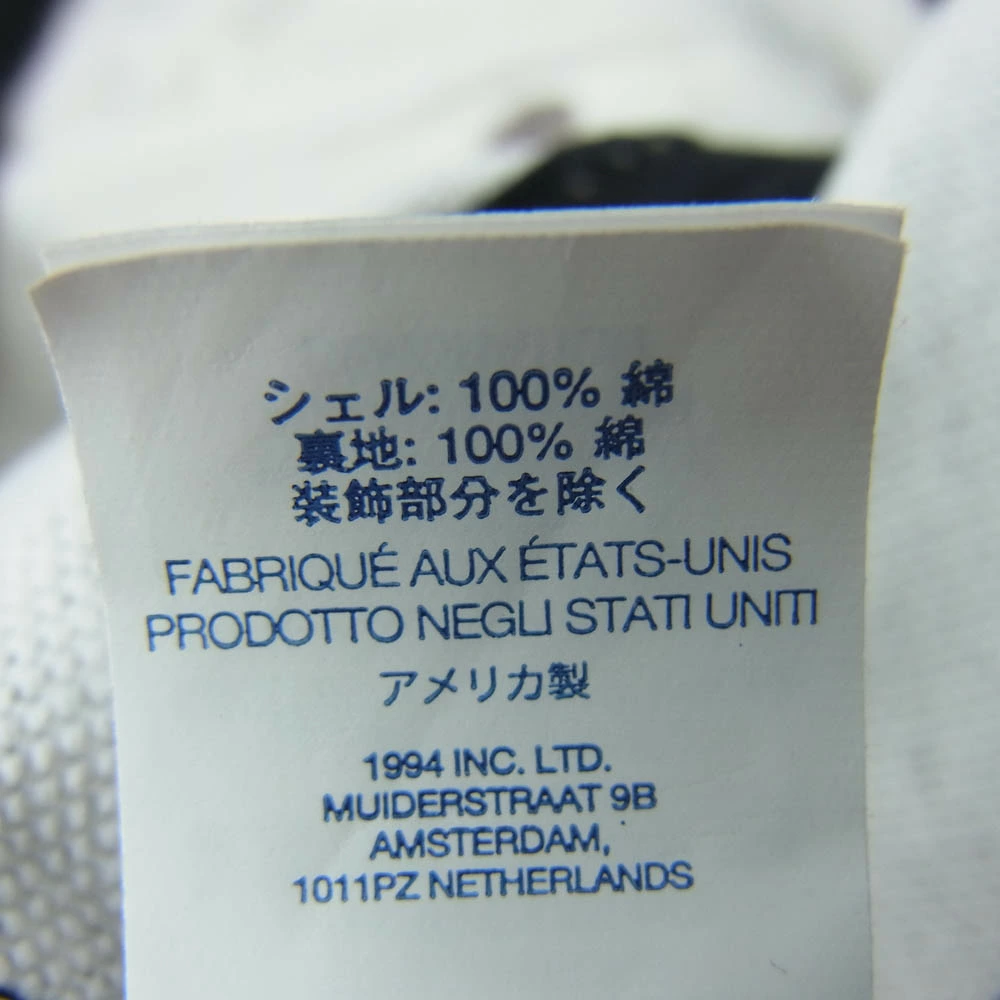 シェル: 100% 綿
裏地: 100% 綿
装飾部分を除く
FABRIQUÉ AUX ÉTATS-UNIS
PRODOTTO NEGLI STATI UNITI
アメリカ製
1994 INC. LTD.
MUIDERSTRAAT 9B
AMSTERDAM,
1011PZ NETHERLANDS